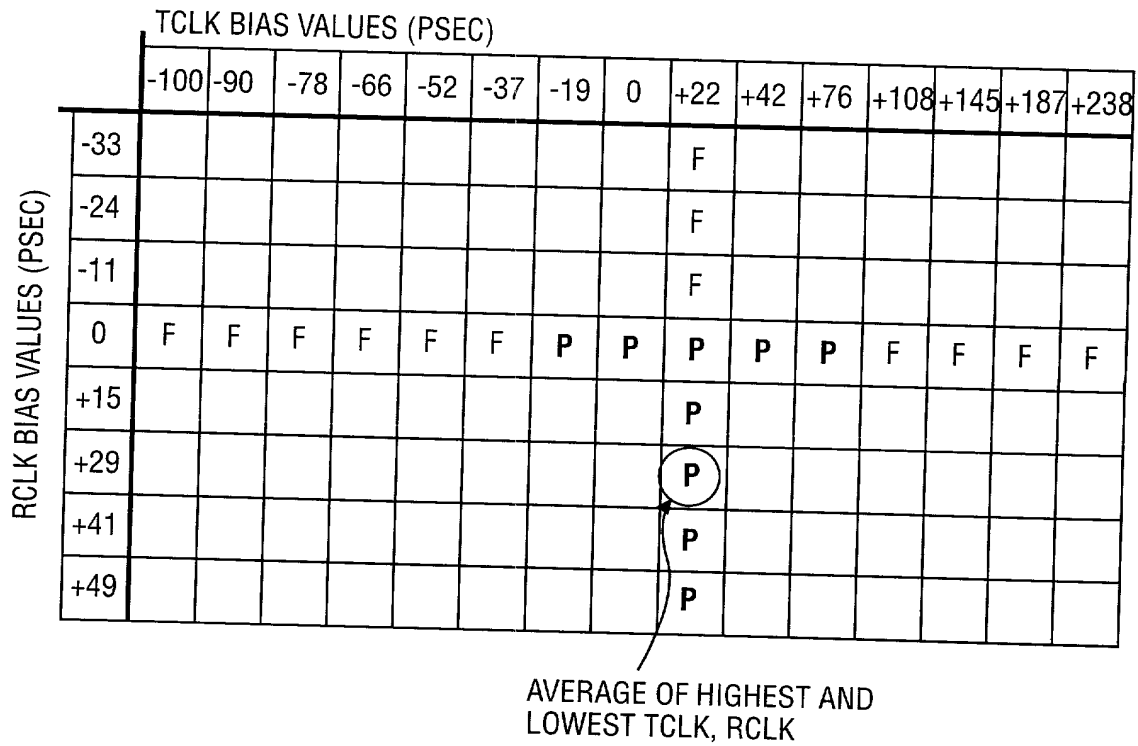 TCLK BIAS VALUES (PSEC)
-100 -90 -78 -66 -52 -37 -19 0 +22 +42 +76 +108 +145 +187 +238
RCLK BIAS VALUES (PSEC)
-33 F
-24 F
-11 F
0 F F F F F F P P P P P F F F F
+15 P
+29 P
+41 P
+49 P
AVERAGE OF HIGHEST AND
LOWEST TCLK, RCLK